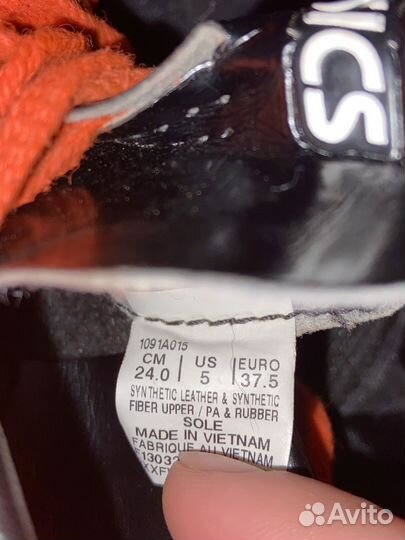 ICS
1091A015
CM US EURO
24.0 5 37.5
SYNTHETIC LEATHER & SYNTHETIC
FIBER UPPER / PA & RUBBER
SOLE
MADE IN VIETNAM
FABRIQUE AU VIETNAM
Avito